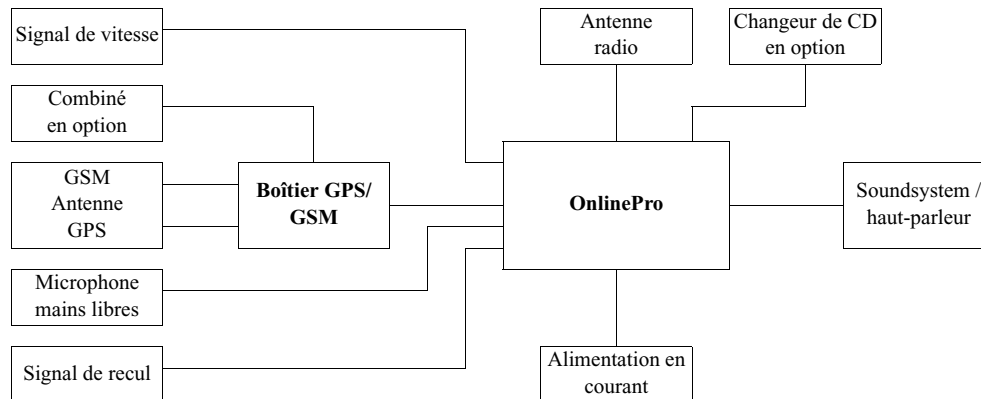 Signal de vitesse
Antenne
radio
Changeur de CD
en option
Combiné
en option
GSM
Antenne
GPS
Boîtier GPS/
GSM
OnlinePro
Soundsystem /
haut-parleur
Microphone
mains libres
Signal de recul
Alimentation en
courant